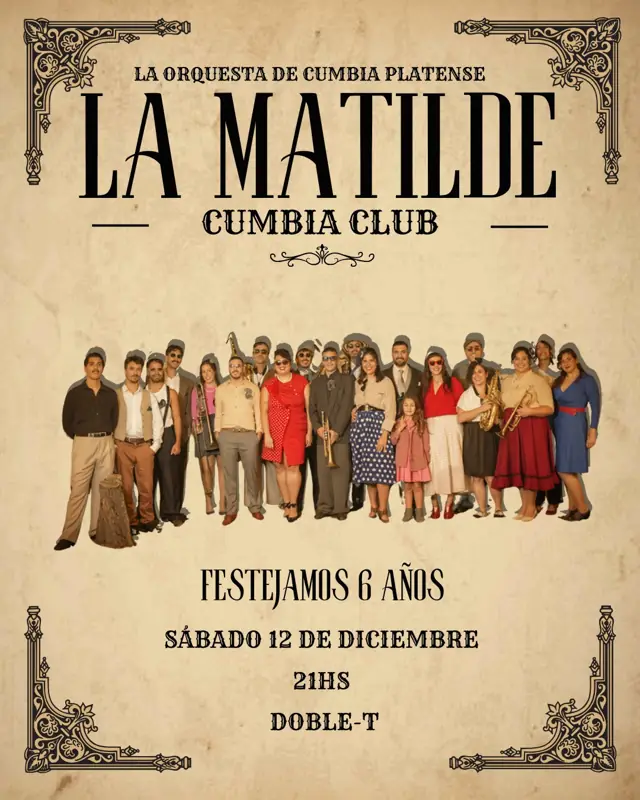 LA ORQUESTA DE CUMBIA PLATENSE
LA MATILDE
CUMBIA CLUB
FESTEJAMOS 6 AÑOS
SÁBADO 12 DE DICIEMBRE
21HS
DOBLE-T